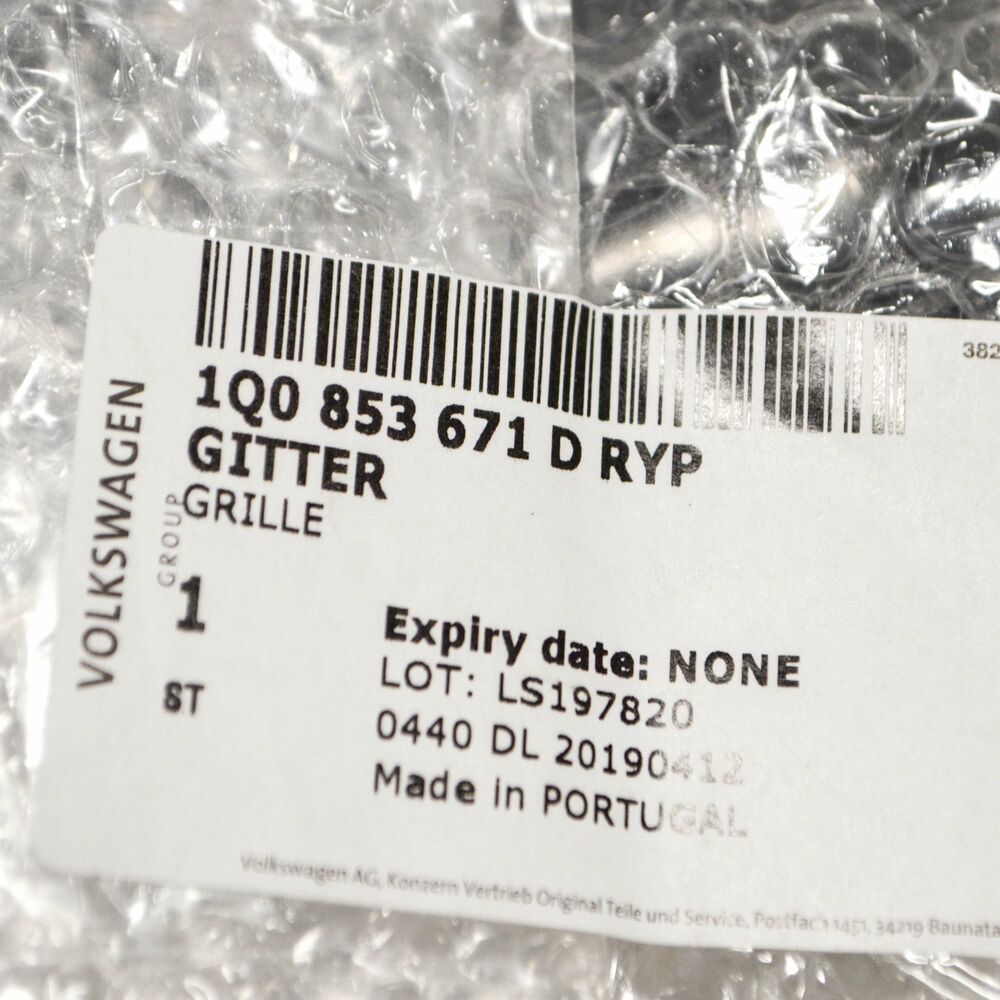 382
1Q0 853 671 D RYP
GITTER
GRILLE
VOLKSWAGEN
GROUP
1
ST
Expiry date: NONE
LOT: LS197820
0440 DL 20190412
Made in PORTUGAL
Volkswagen AG, Konzern Vertrieb Original Teile und Service, Postfach 1451, 34219 Baunata